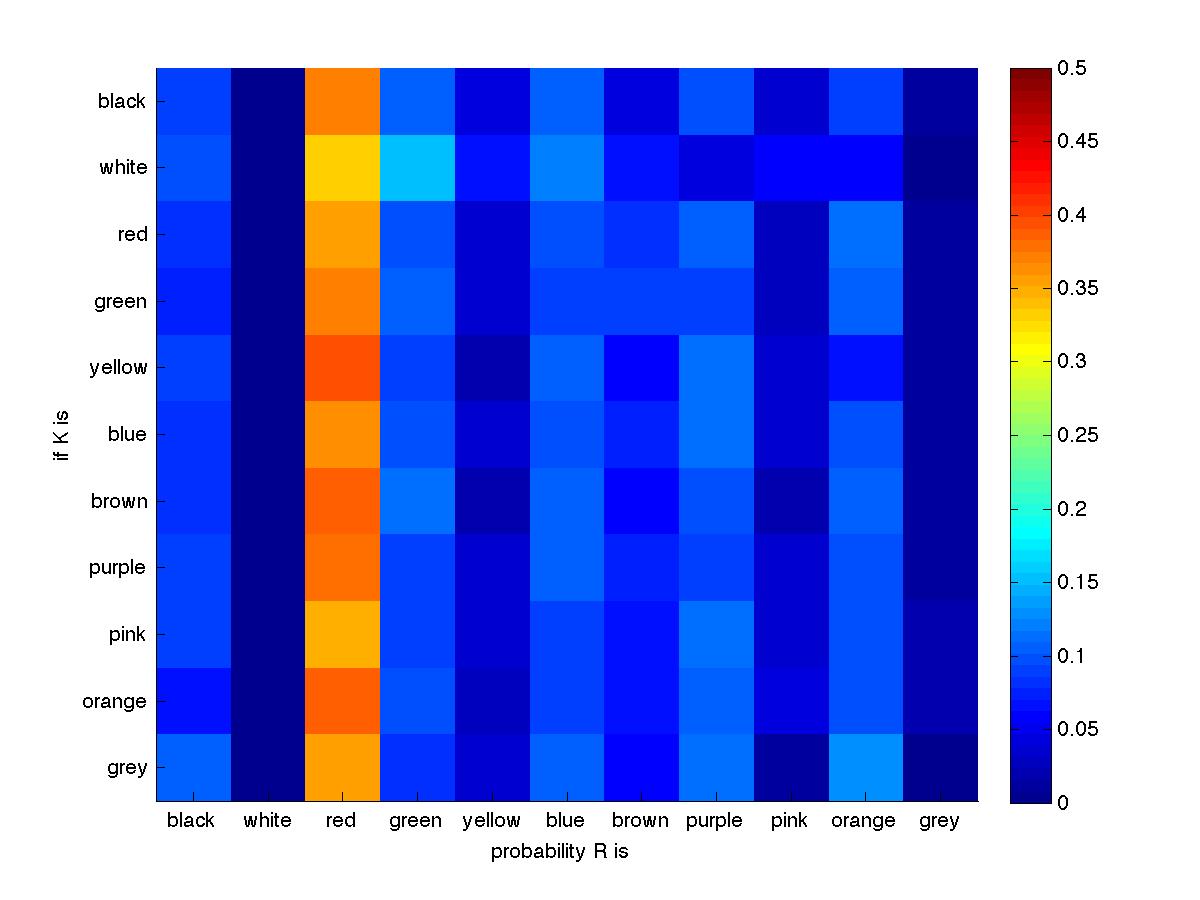 black
white
red
green
yellow
blue
brown
purple
pink
orange
grey
if K is
black white red green yellow blue brown purple pink orange grey
probability R is
0.5
0.45
0.4
0.35
0.3
0.25
0.2
0.15
0.1
0.05
0